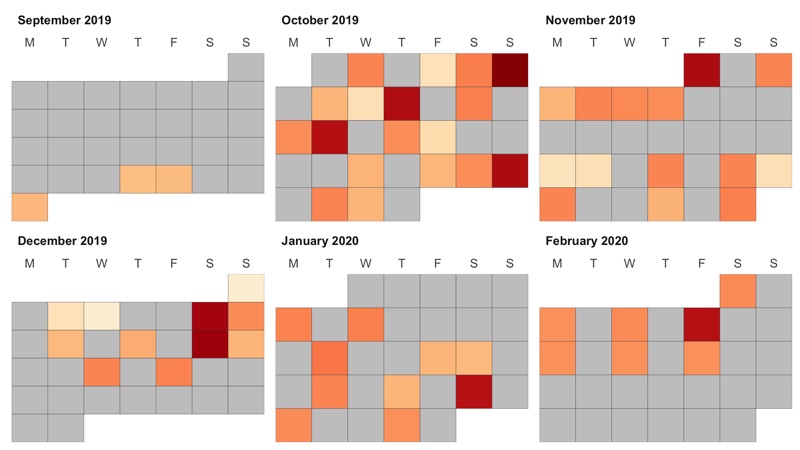 September 2019
M T W T F S S
October 2019
M T W T F S S
November 2019
M T W T F S S
December 2019
M T W T F S S
January 2020
M T W T F S S
February 2020
M T W T F S S